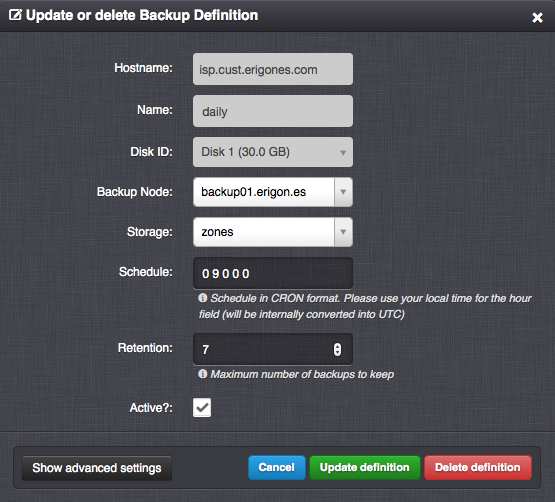 Update or delete Backup Definition
Hostname: isp.cust.erigones.com
Name: daily
Disk ID: Disk 1 (30.0 GB)
Backup Node: backup01.erigon.es
Storage: zones
Schedule: 0 9 0 0 0
Schedule in CRON format. Please use your local time for the hour
field (will be internally converted into UTC)
Retention: 7
Maximum number of backups to keep
Active?:
Show advanced settings Cancel Update definition Delete definition